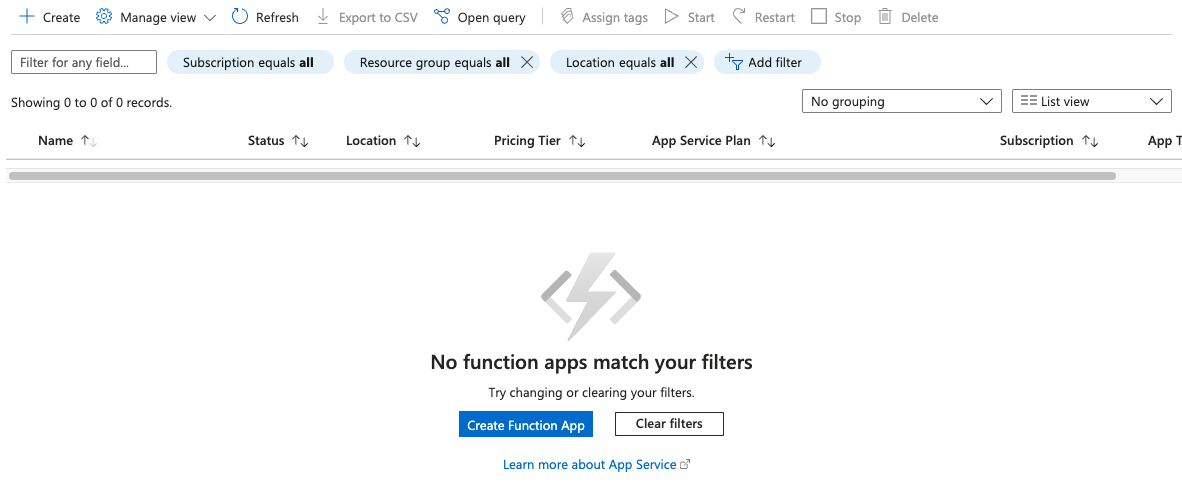 Create Manage view Refresh Export to CSV Open query Assign tags Start Restart Stop Delete
Filter for any field... Subscription equals all Resource group equals all Location equals all Add filter
Showing 0 to 0 of 0 records. No grouping List view
Name Status Location Pricing Tier App Service Plan Subscription App T
No function apps match your filters
Try changing or clearing your filters.
Create Function App Clear filters
Learn more about App Service